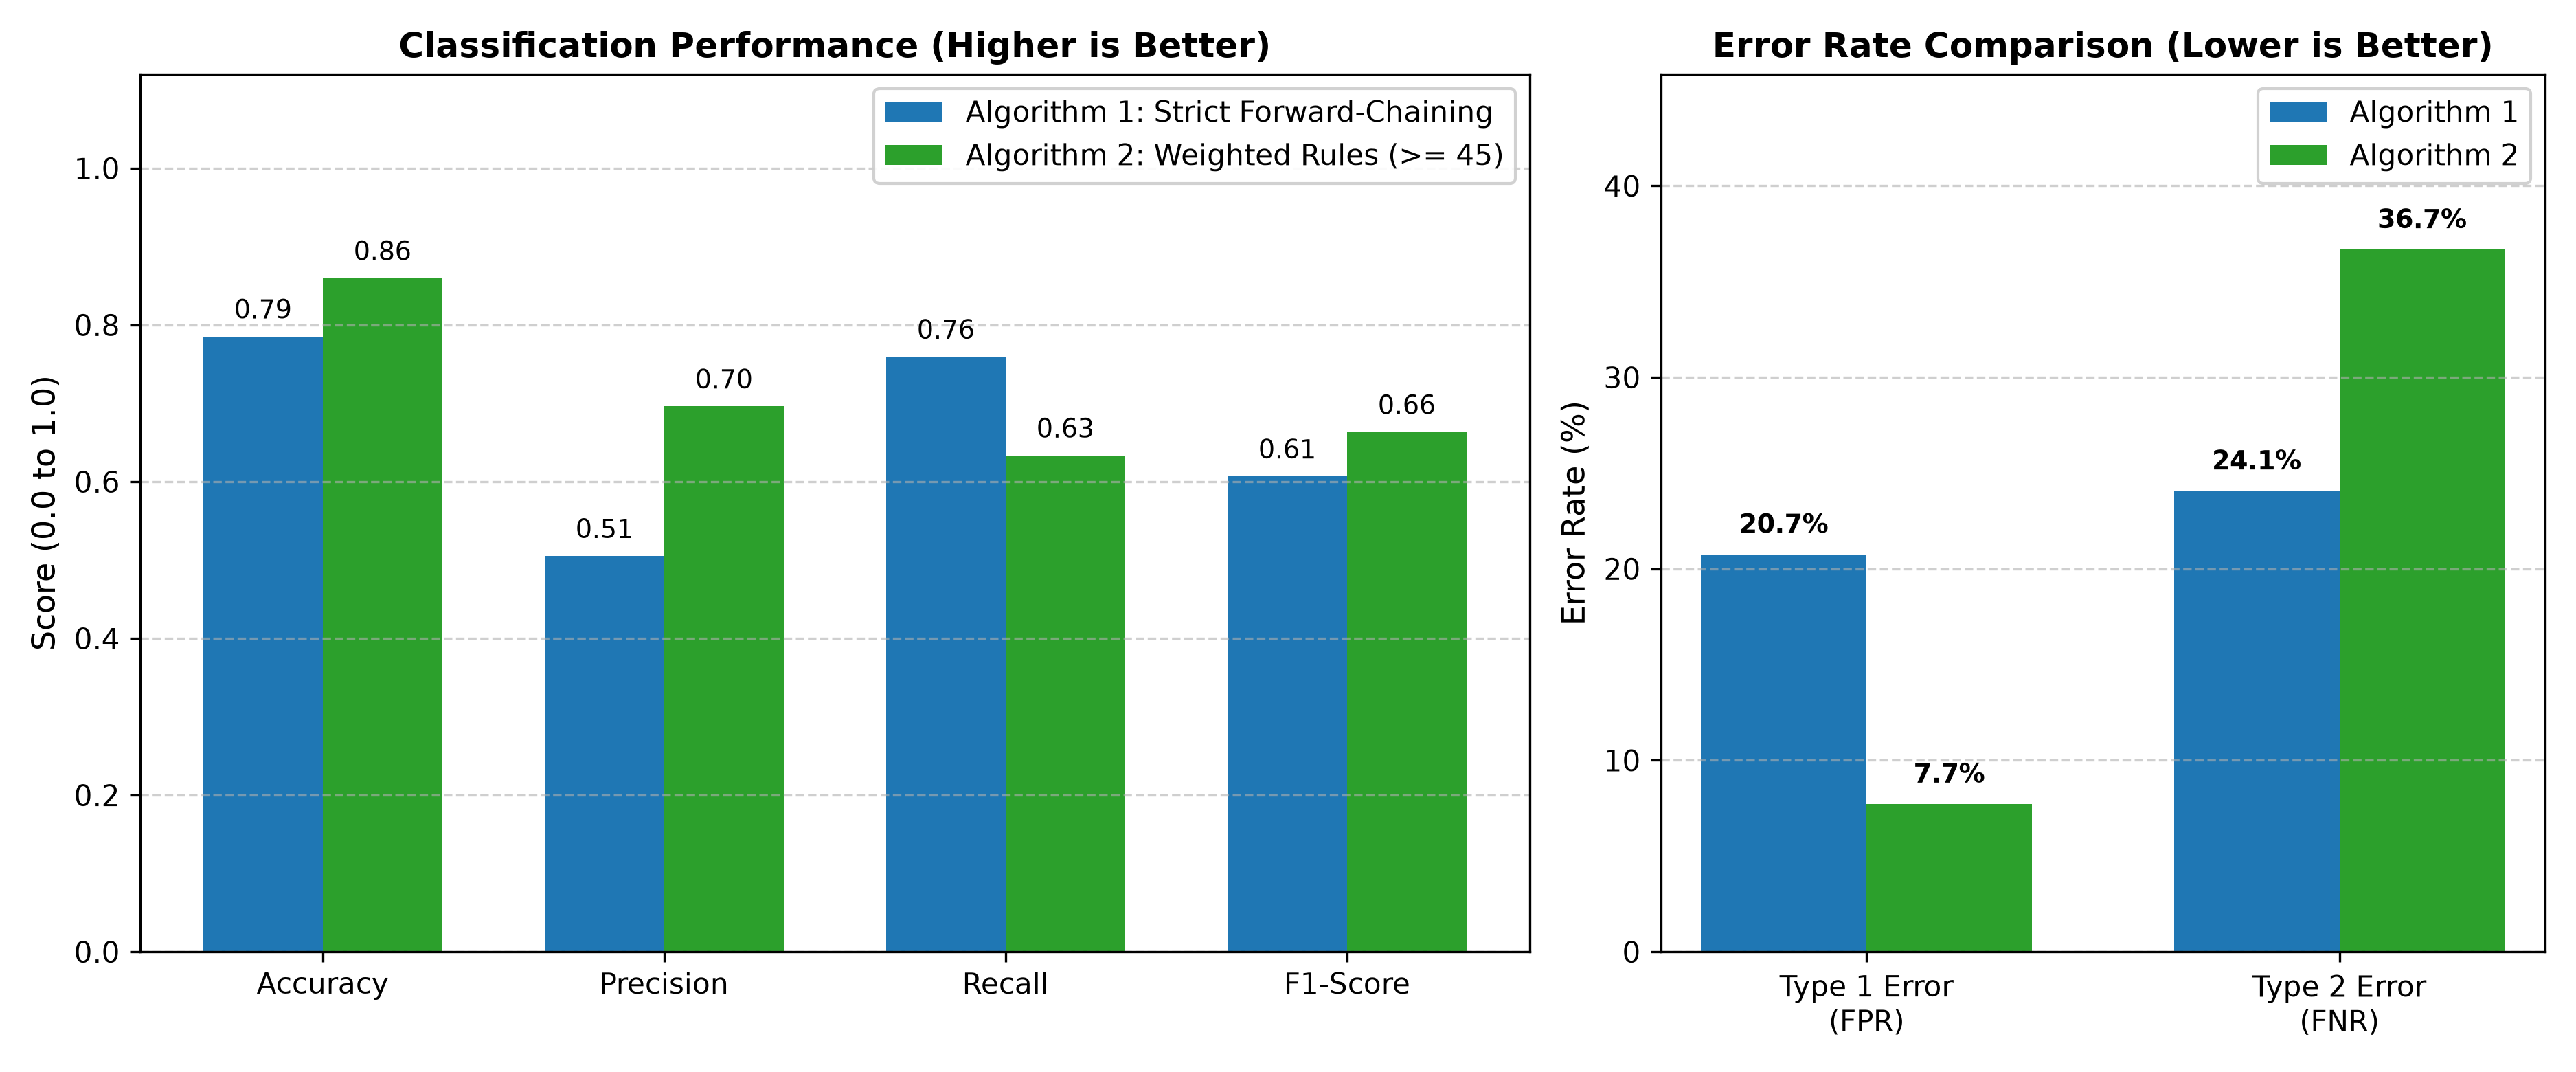 Classification Performance (Higher is Better)
Algorithm 1: Strict Forward-Chaining
Algorithm 2: Weighted Rules (>= 45)
Score (0.0 to 1.0)
1.0
0.8
0.6
0.4
0.2
0.0
0.79
0.86
0.51
0.70
0.76
0.63
0.61
0.66
Accuracy
Precision
Recall
F1-Score
Error Rate Comparison (Lower is Better)
Algorithm 1
Algorithm 2
Error Rate (%)
40
30
20
10
0
20.7%
7.7%
24.1%
36.7%
Type 1 Error
(FPR)
Type 2 Error
(FNR)